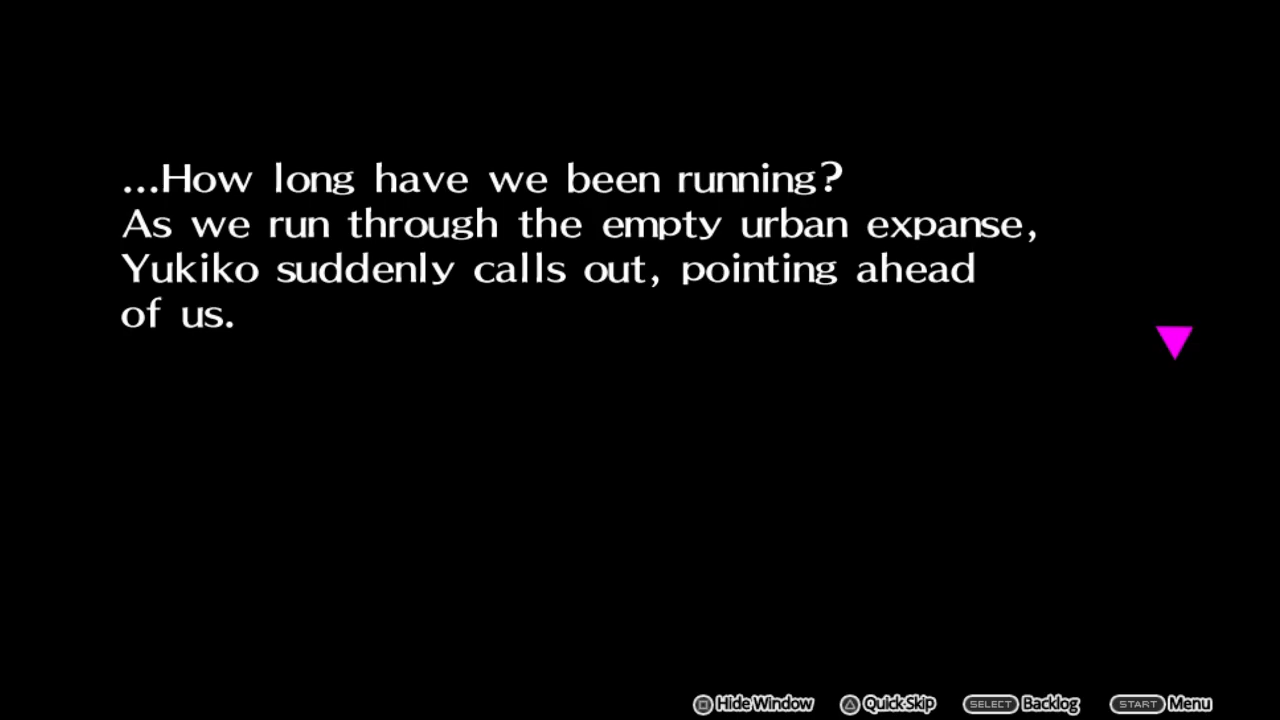 ...How long have we been running?
As we run through the empty urban expanse,
Yukiko suddenly calls out, pointing ahead
of us.
Hide Window Quick Skip SELECT Backlog START Menu